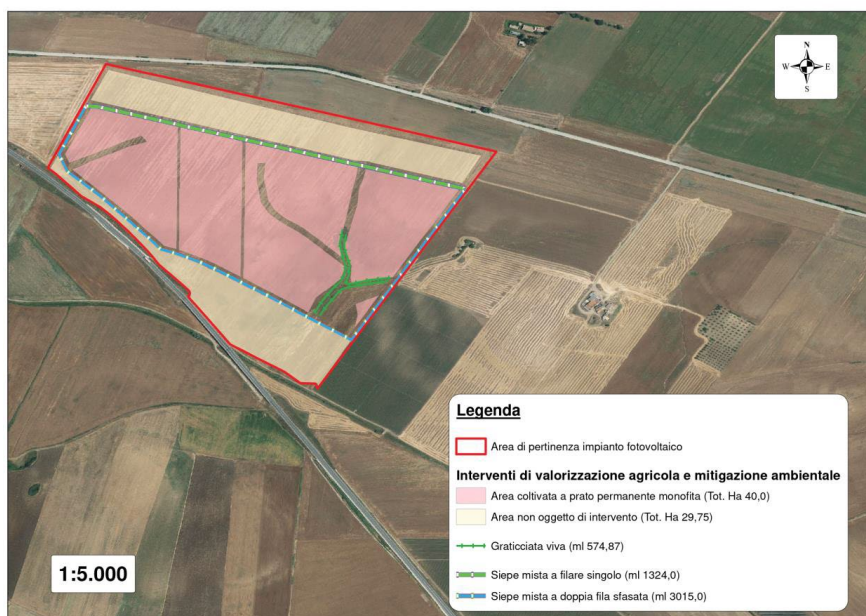 N
W E
S
Legenda
Area di pertinenza impianto fotovoltaico
Interventi di valorizzazione agricola e mitigazione ambientale
Area coltivata a prato permanente monofita (Tot. Ha 40,0)
Area non oggetto di intervento (Tot. Ha 29,75)
Graticciata viva (ml 574,87)
Siepe mista a filare singolo (ml 1324,0)
Siepe mista a doppia fila sfasata (ml 3015,0)
1:5.000